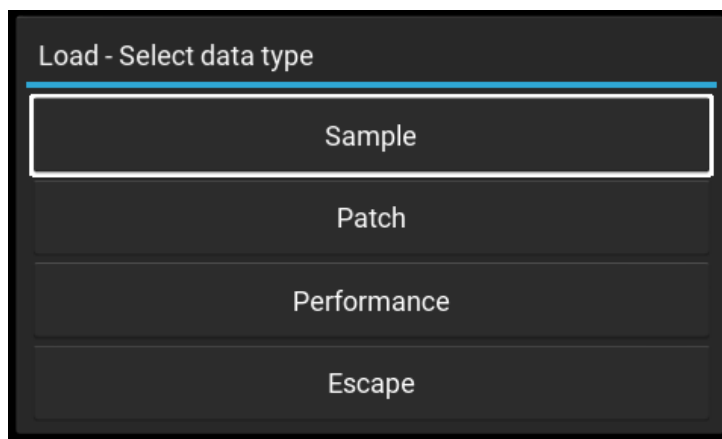 Load - Select data type
Sample
Patch
Performance
Escape